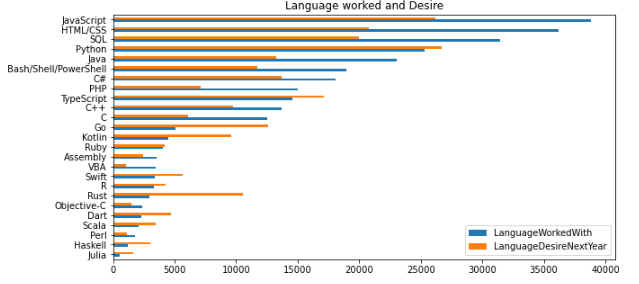 Language worked and Desire
JavaScript
HTML/CSS
SQL
Python
Java
Bash/Shell/PowerShell
C#
PHP
TypeScript
C++
C
Go
Kotlin
Ruby
Assembly
VBA
Swift
R
Rust
Objective-C
Dart
Scala
Perl
Haskell
Julia
LanguageWorkedWith
LanguageDesireNextYear
0 5000 10000 15000 20000 25000 30000 35000 40000